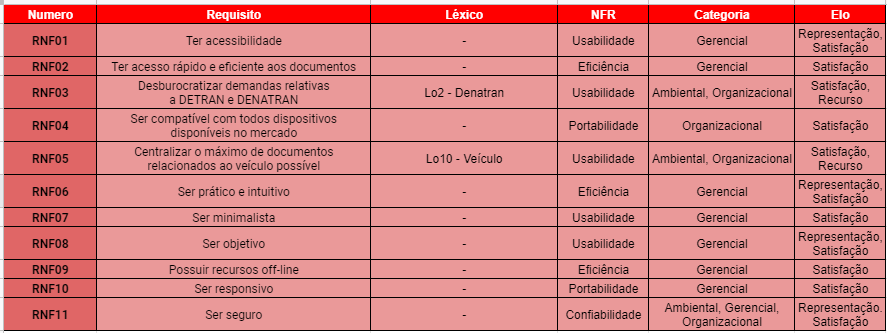 Numero Requisito Léxico NFR Categoria Elo
RNF01 Ter acessibilidade - Usabilidade Gerencial Representação, Satisfação
RNF02 Ter acesso rápido e eficiente aos documentos - Eficiência Gerencial Satisfação
RNF03 Desburocratizar demandas relativas a DETRAN e DENATRAN Lo2 - Denatran Usabilidade Ambiental, Organizacional Satisfação, Recurso
RNF04 Ser compatível com todos dispositivos disponíveis no mercado - Portabilidade Organizacional Satisfação
RNF05 Centralizar o máximo de documentos relacionados ao veículo possível Lo10 - Veículo Usabilidade Ambiental, Organizacional Satisfação, Recurso
RNF06 Ser prático e intuitivo - Eficiência Gerencial Representação, Satisfação
RNF07 Ser minimalista - Usabilidade Gerencial Satisfação
RNF08 Ser objetivo - Usabilidade Gerencial Representação, Satisfação
RNF09 Possuir recursos off-line - Eficiência Gerencial Satisfação
RNF10 Ser responsivo - Portabilidade Gerencial Satisfação
RNF11 Ser seguro - Confiabilidade Ambiental, Gerencial, Organizacional Representação. Satisfação